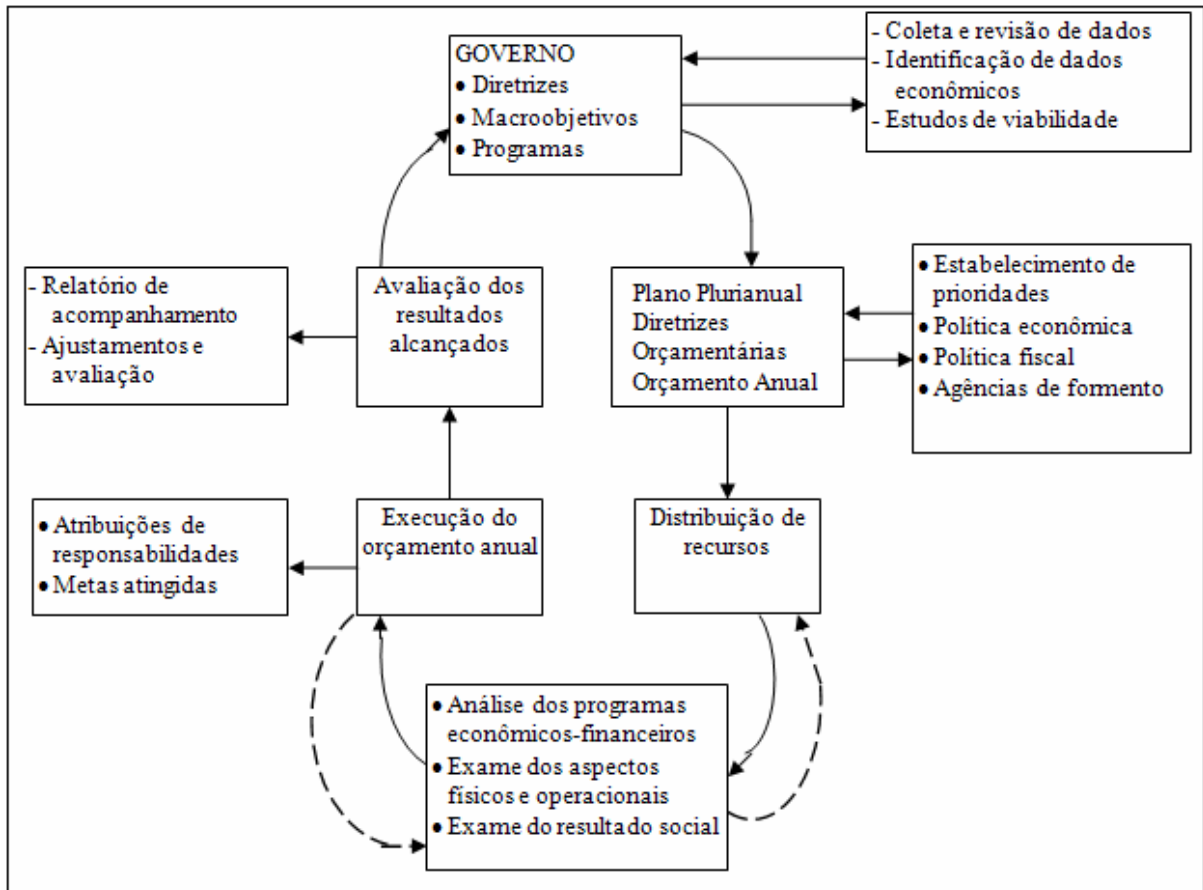 GOVERNO
• Diretrizes
• Macroobjetivos
• Programas
- Coleta e revisão de dados
- Identificação de dados
econômicos
- Estudos de viabilidade
- Relatório de
acompanhamento
- Ajustamentos e
avaliação
Avaliação dos
resultados
alcançados
Plano Plurianual
Diretrizes
Orçamentárias
Orçamento Anual
• Estabelecimento de
prioridades
• Política econômica
• Política fiscal
• Agências de formento
• Atribuições de
responsabilidades
• Metas atingidas
Execução do
orçamento anual
Distribuição de
recursos
• Análise dos programas
econômicos-financeiros
• Exame dos aspectos
físicos e operacionais
• Exame do resultado social